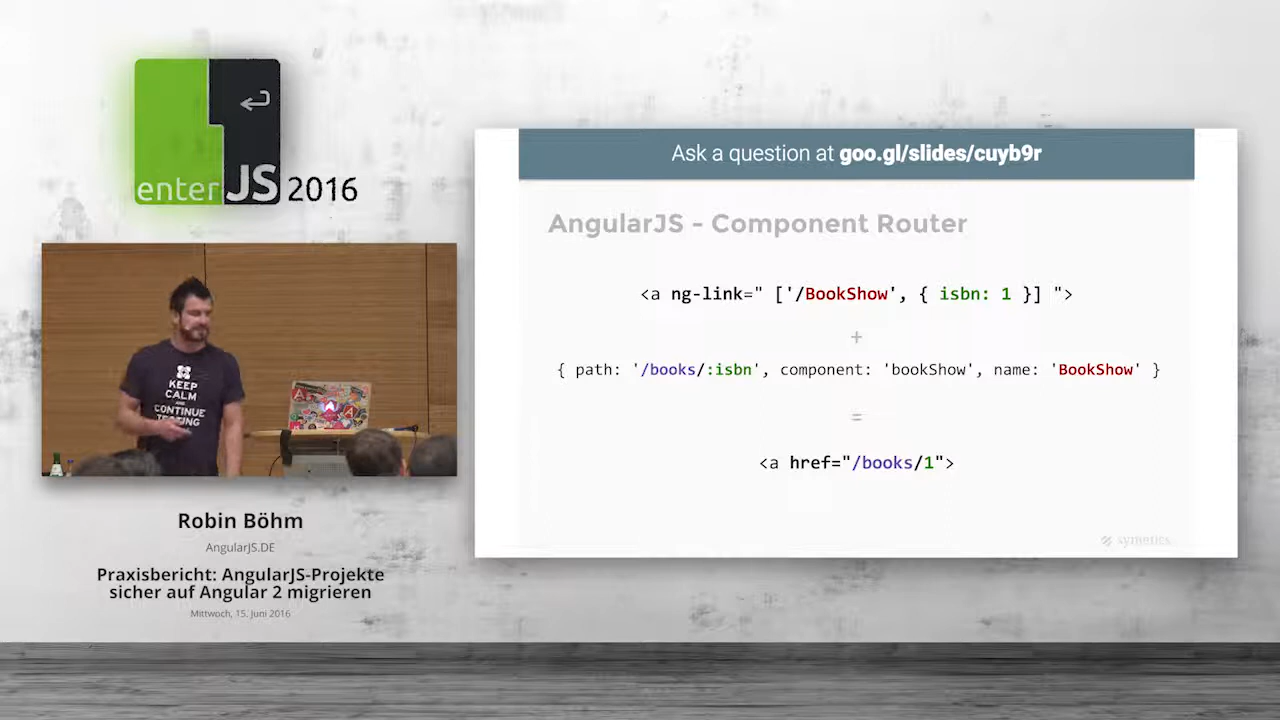 enterJS 2016
KEEP
CALM
AND
CONTINUE
TESTING
Robin Böhm
AngularJS.DE
Praxisbericht: AngularJS-Projekte
sicher auf Angular 2 migrieren
Mittwoch, 15. Juni 2016
Ask a question at goo.gl/slides/cuyb9r
AngularJS - Component Router
<a ng-link=" ['/BookShow', { isbn: 1 }] ">
+
{ path: '/books/:isbn', component: 'bookShow', name: 'BookShow' }
=
<a href="/books/1">
symetics